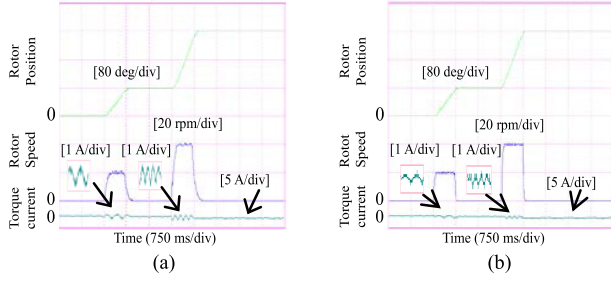 Rotor
Position
[80 deg/div]
0
[20 rpm/div]
Rotor
Speed
[1 A/div]
[1 A/div]
[5 A/div]
0
Torque
current
0
Time (750 ms/div)
(a)
Rotor
Position
[80 deg/div]
0
[20 rpm/div]
Rotot
Speed
[1 A/div]
[1 A/div]
[5 A/div]
0
Torque
current
0
Time (750 ms/div)
(b)